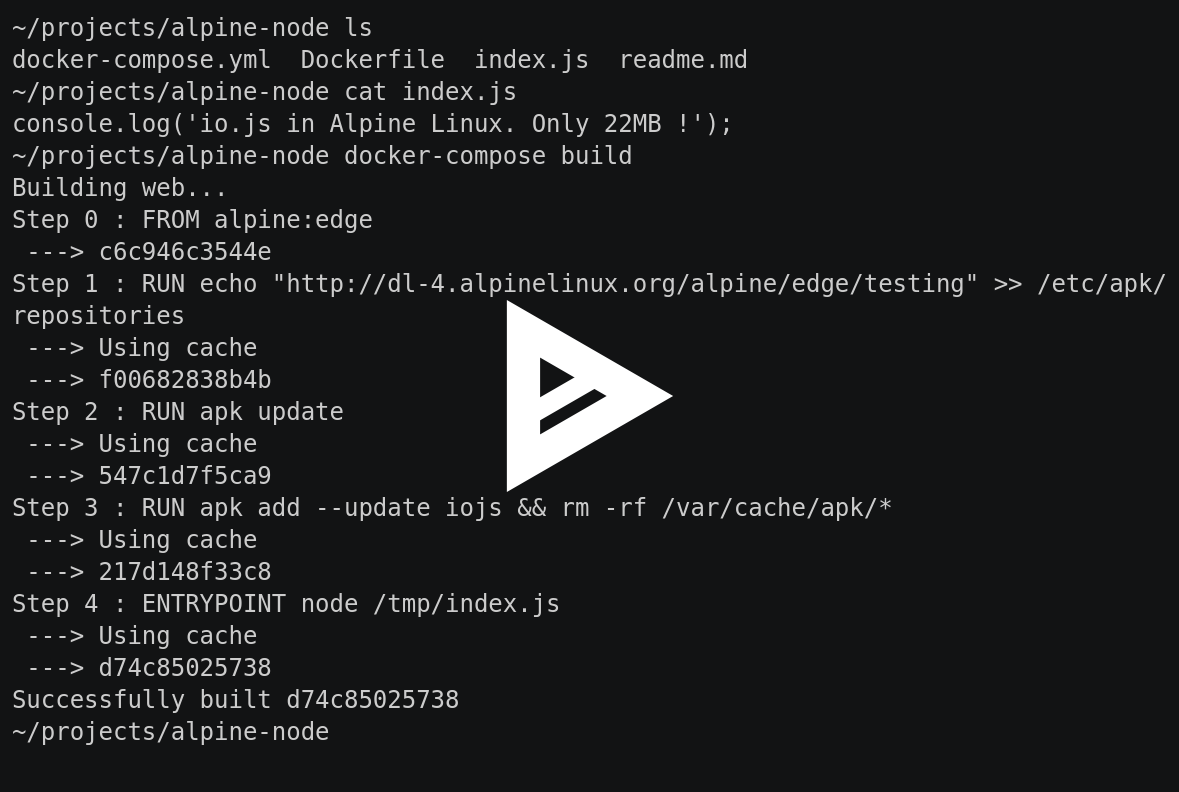 ~/projects/alpine-node ls
docker-compose.yml  Dockerfile  index.js  readme.md
~/projects/alpine-node cat index.js
console.log('io.js in Alpine Linux. Only 22MB !');
~/projects/alpine-node docker-compose build
Building web...
Step 0 : FROM alpine:edge
 ---> c6c946c3544e
Step 1 : RUN echo "http://dl-4.alpinelinux.org/alpine/edge/testing" >> /etc/apk/
repositories
 ---> Using cache
 ---> f00682838b4b
Step 2 : RUN apk update
 ---> Using cache
 ---> 547c1d7f5ca9
Step 3 : RUN apk add --update iojs && rm -rf /var/cache/apk/*
 ---> Using cache
 ---> 217d148f33c8
Step 4 : ENTRYPOINT node /tmp/index.js
 ---> Using cache
 ---> d74c85025738
Successfully built d74c85025738
~/projects/alpine-node